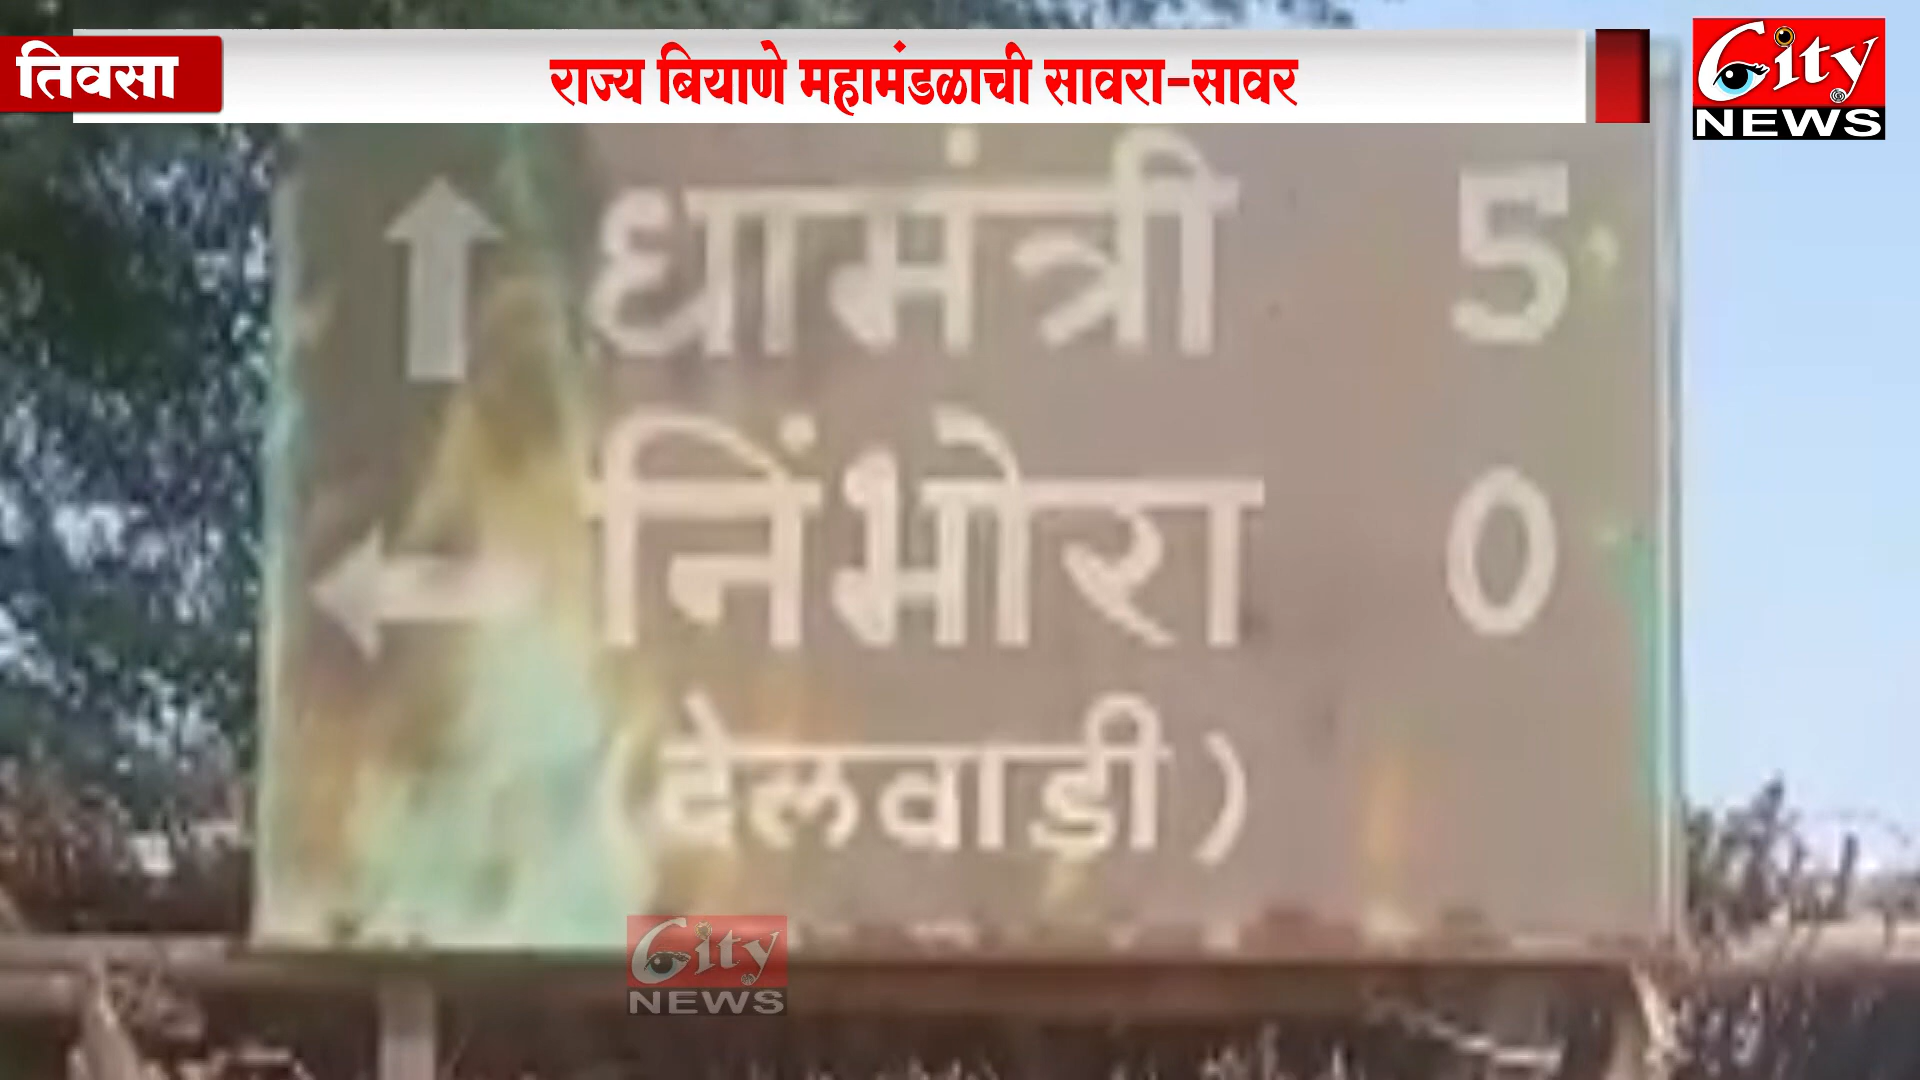 तिवसा
राज्य बियाणे महामंडळाची सावरा-सावर
City
NEWS
धामंत्री 5
निंभोरा 0
(देलवाडी)
City
NEWS